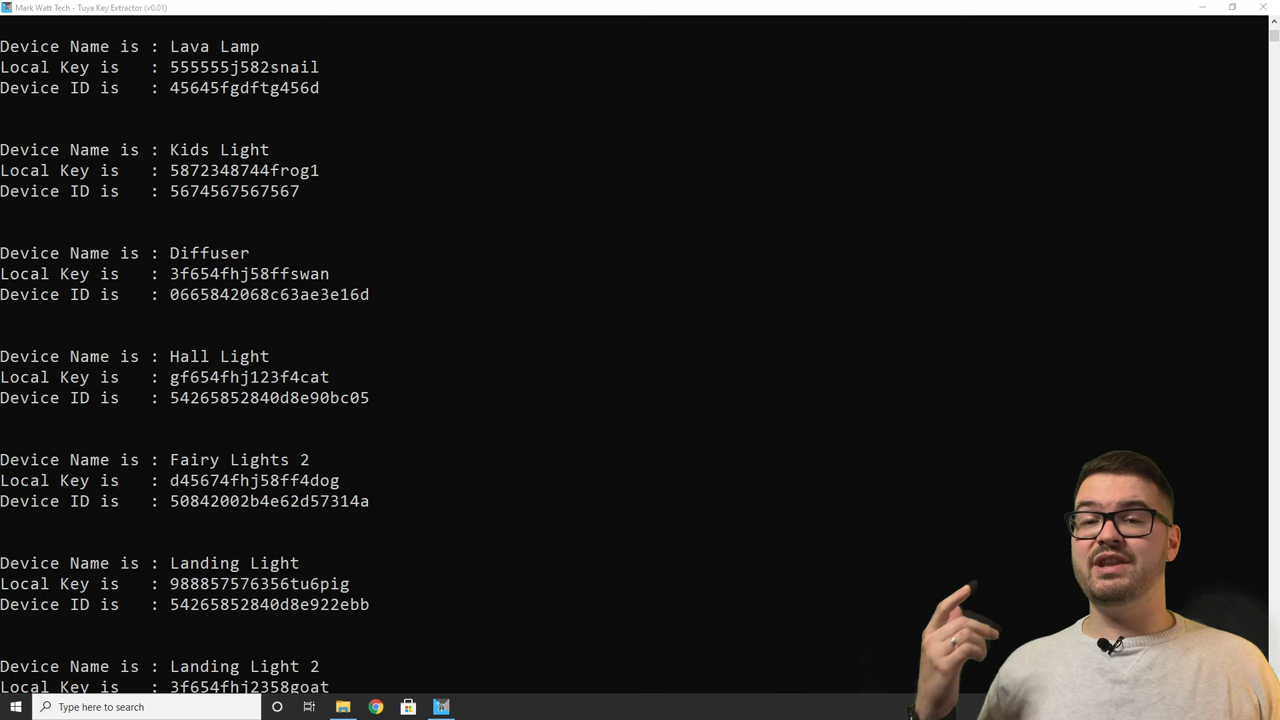 Mark Watt Tech - Tuya Key Extractor (v0.01)
Device Name is : Lava Lamp
Local Key is : 555555j582snail
Device ID is : 45645fgdftg456d
Device Name is : Kids Light
Local Key is : 5872348744frog1
Device ID is : 5674567567567
Device Name is : Diffuser
Local Key is : 3f654fhj58ffswan
Device ID is : 0665842068c63ae3e16d
Device Name is : Hall Light
Local Key is : gf654fhj123f4cat
Device ID is : 54265852840d8e90bc05
Device Name is : Fairy Lights 2
Local Key is : d45674fhj58ff4dog
Device ID is : 50842002b4e62d57314a
Device Name is : Landing Light
Local Key is : 988857576356tu6pig
Device ID is : 54265852840d8e922ebb
Device Name is : Landing Light 2
Local Key is : 3f654fhj2358goat
Type here to search